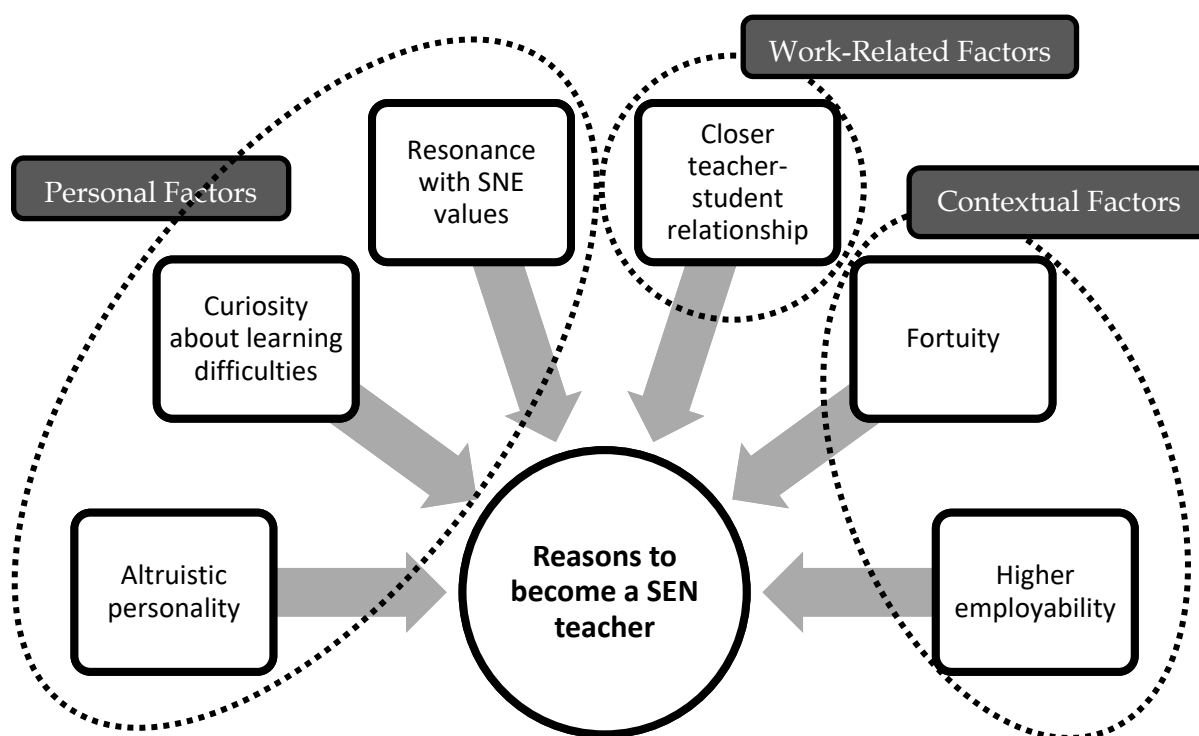 Work-Related Factors
Resonance
with SNE
values
Closer
teacher-
student
relationship
Personal Factors
Contextual Factors
Curiosity
about learning
difficulties
Fortuity
Reasons to
become a SEN
teacher
Altruistic
personality
Higher
employability